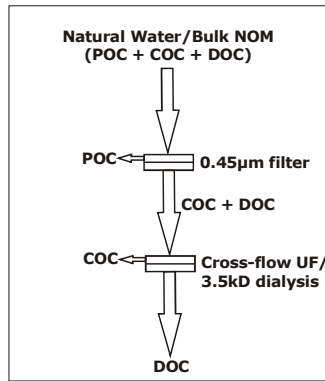 Natural Water/Bulk NOM
(POC + COC + DOC)
POC
0.45µm filter
COC + DOC
COC
Cross-flow UF/
3.5kD dialysis
DOC